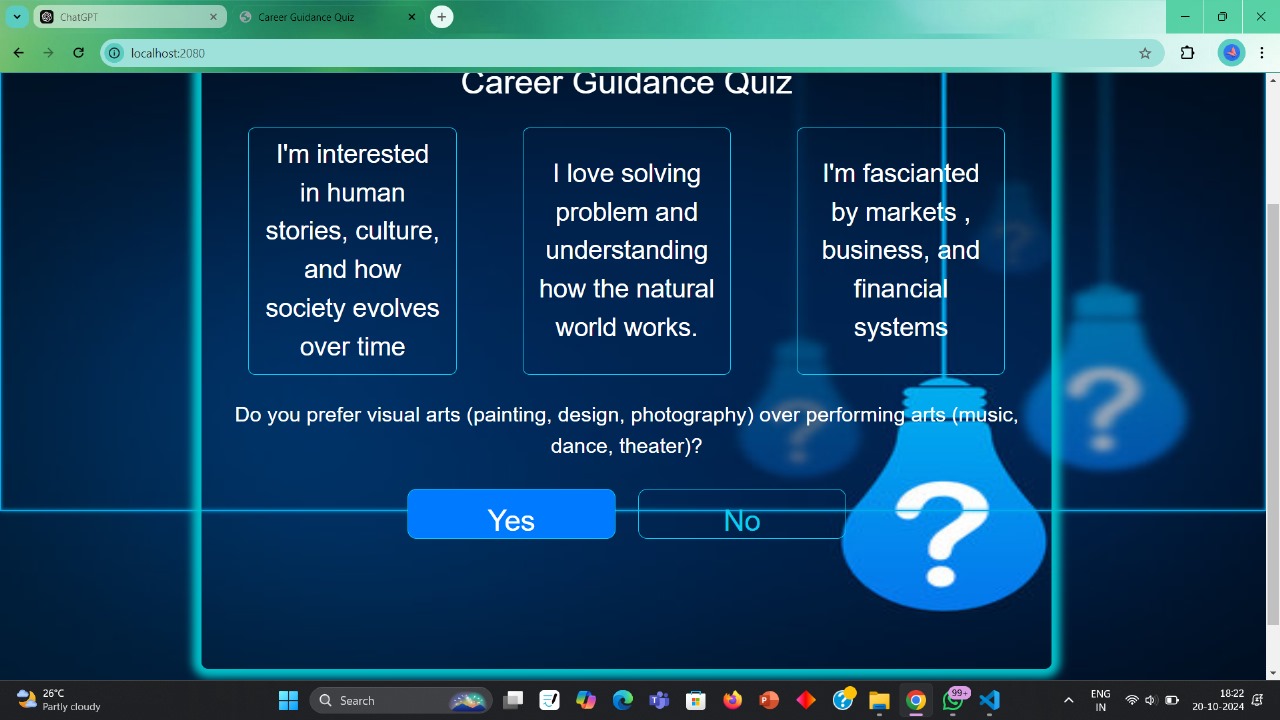 ChatGPT
Career Guidance Quiz
localhost:2080
Career Guidance Quiz
I'm interested
in human
stories, culture,
and how
society evolves
over time
I love solving
problem and
understanding
how the natural
world works.
I'm fascianted
by markets ,
business, and
financial
systems
Do you prefer visual arts (painting, design, photography) over performing arts (music,
dance, theater)?
Yes
No
?
?
?
?
26°C
Partly cloudy
Search
99+
ENG
IN
18:22
20-10-2024